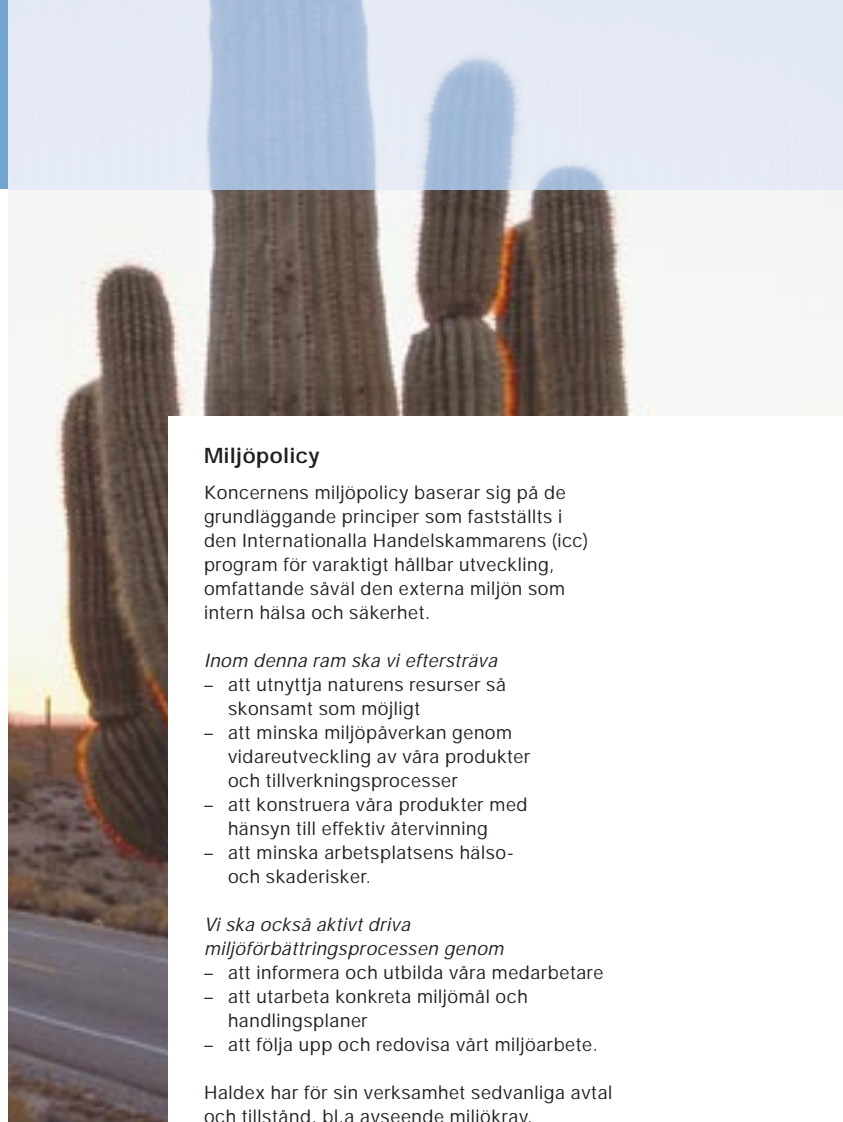 Miljöpolicy
Koncernens miljöpolicy baserar sig på de
grundläggande principer som fastställts i
den Internationalla Handelskammarens (icc)
program för varaktigt hållbar utveckling,
omfattande såväl den externa miljön som
intern hälsa och säkerhet.
Inom denna ram ska vi eftersträva
– att utnyttja naturens resurser så
skonsamt som möjligt
– att minska miljöpåverkan genom
vidareutveckling av våra produkter
och tillverkningsprocesser
– att konstruera våra produkter med
hänsyn till effektiv återvinning
– att minska arbetsplatsens hälso-
och skaderisker.
Vi ska också aktivt driva
miljöförbättringsprocessen genom
– att informera och utbilda våra medarbetare
– att utarbeta konkreta miljömål och
handlingsplaner
– att följa upp och redovisa vårt miljöarbete.
Haldex har för sin verksamhet sedvanliga avtal
och tillstånd, bl.a avseende miljökrav.